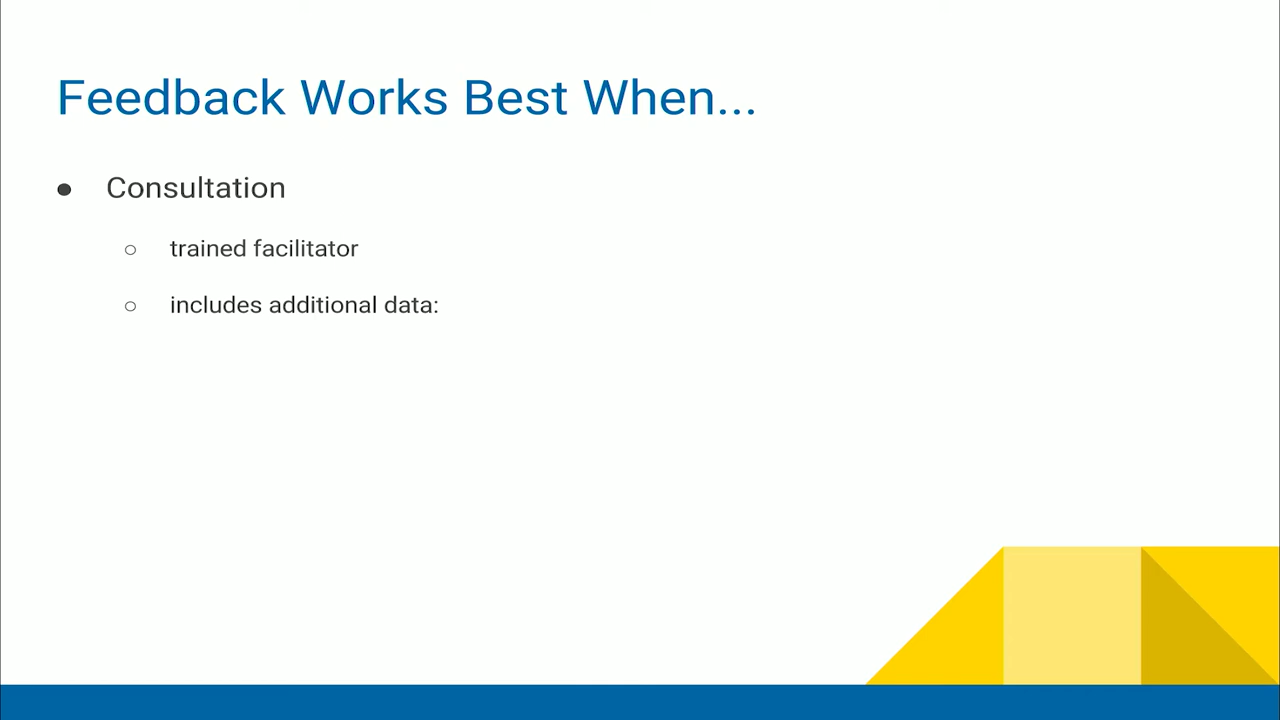 Feedback Works Best When...
● Consultation
○ trained facilitator
○ includes additional data: